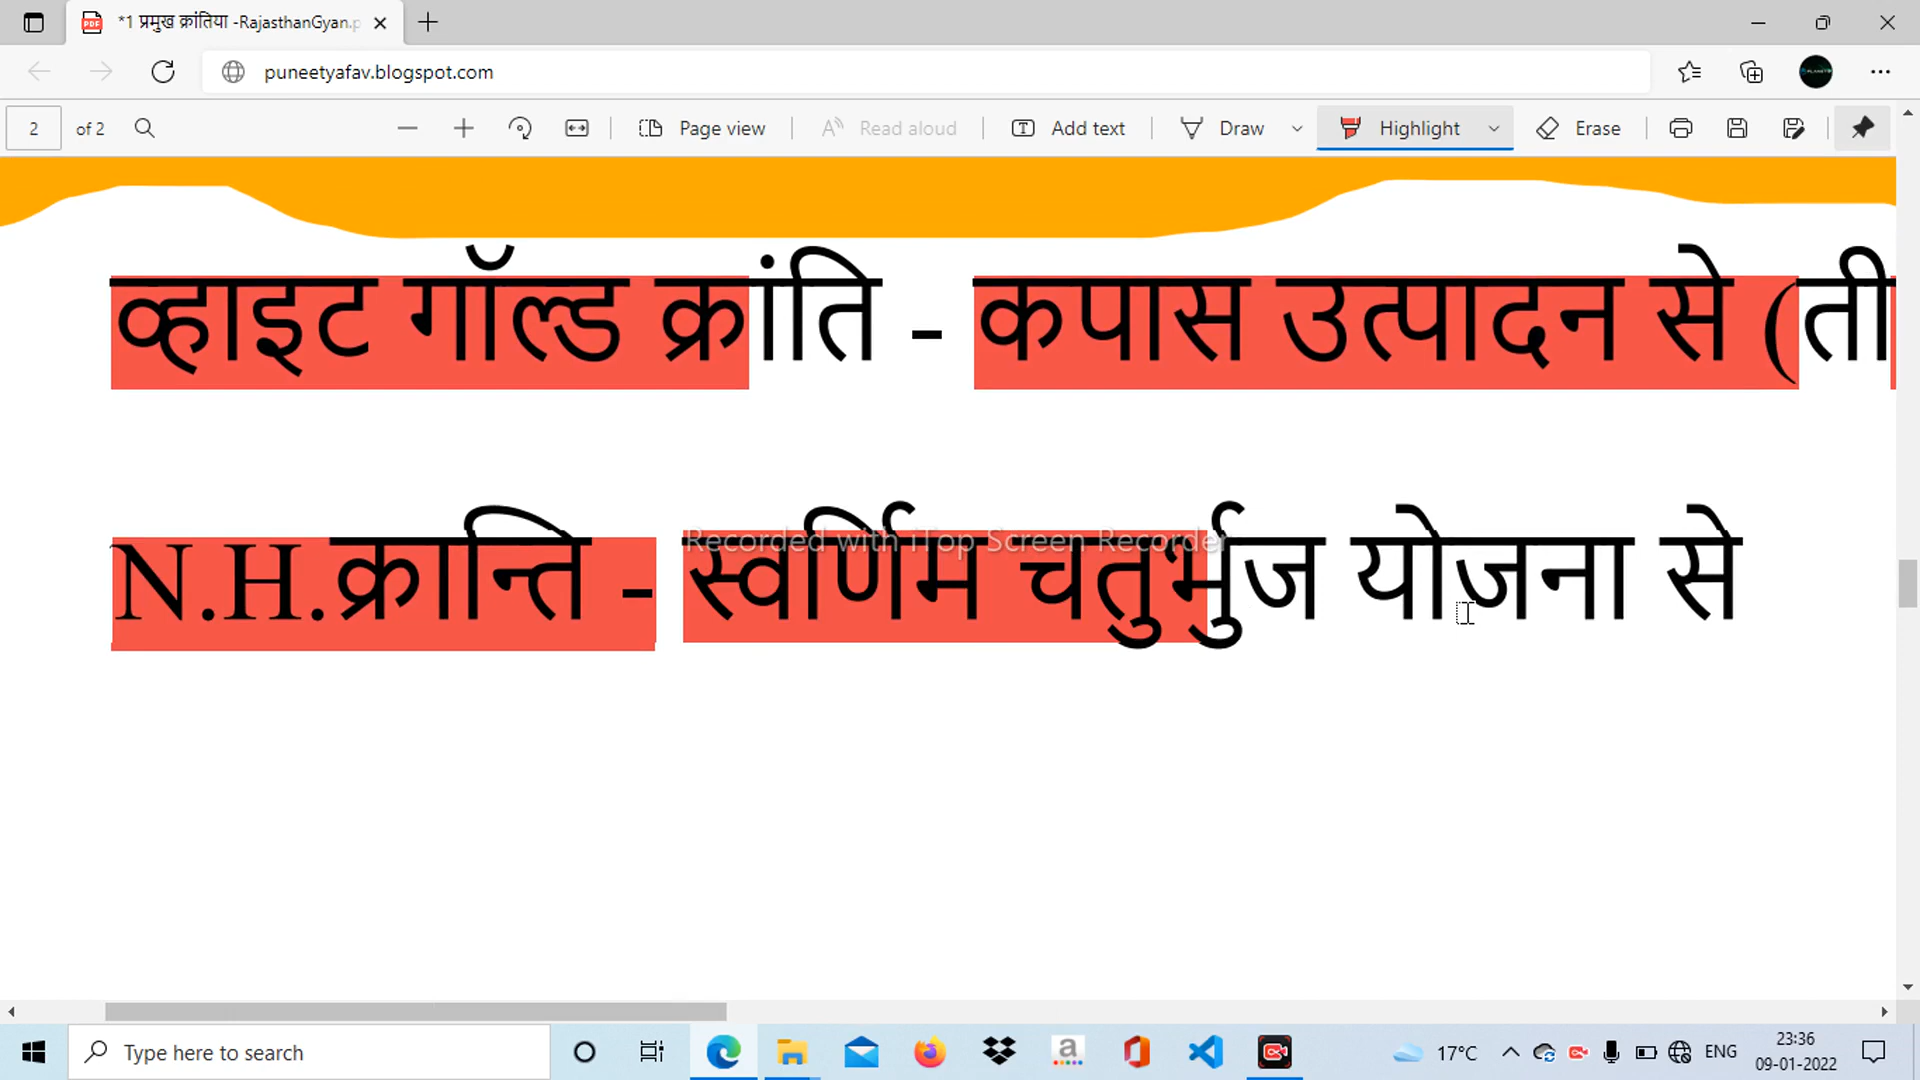 *1 प्रमुख क्रांतिया -RajasthanGyan.p
puneetyafav.blogspot.com
2 of 2 Page view Read aloud Add text Draw Highlight Erase
व्हाइट गॉल्ड क्रांति - कपास उत्पादन से (ती
N.H.क्रान्ति - स्वर्णिम चतुर्भुज योजना से
Recorded with iTop Screen Recorder
Type here to search
a
17°C ENG
23:36
09-01-2022